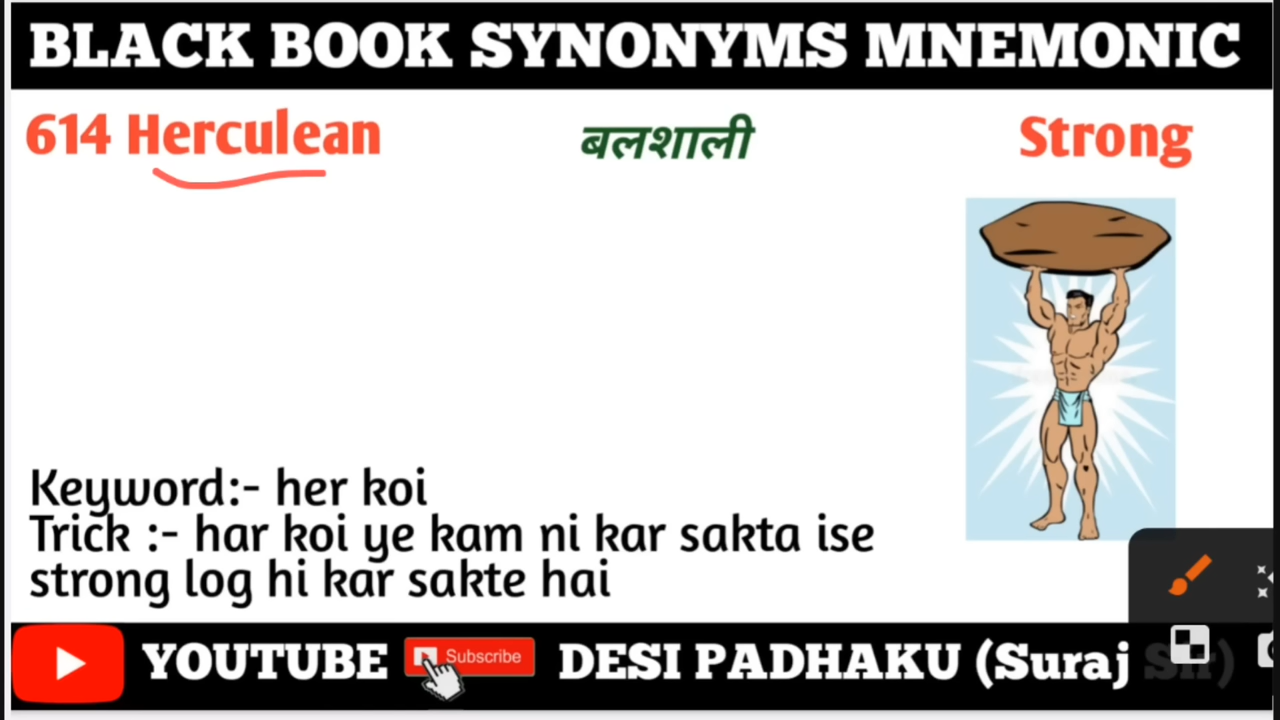 BLACK BOOK SYNONYMS MNEMONIC
614 Herculean बलशाली Strong
Keyword:- her koi
Trick :- har koi ye kam ni kar sakta ise
strong log hi kar sakte hai
YOUTUBE Subscribe DESI PADHAKU (Suraj Sir)